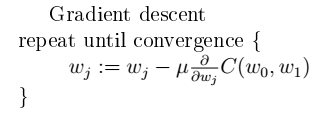 Gradient descent
repeat until convergence {
w_j := w_j − μ ∂/∂w_j C(w_0, w_1)
}